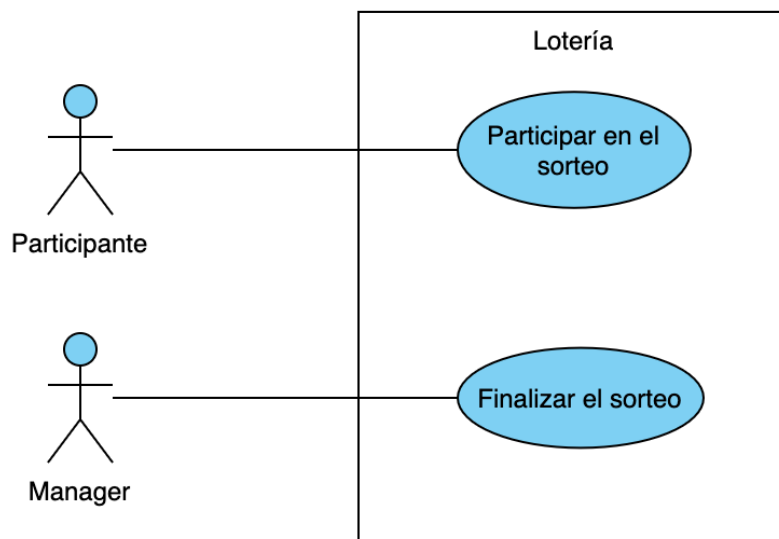 Lotería
Participar en el
sorteo
Participante
Finalizar el sorteo
Manager